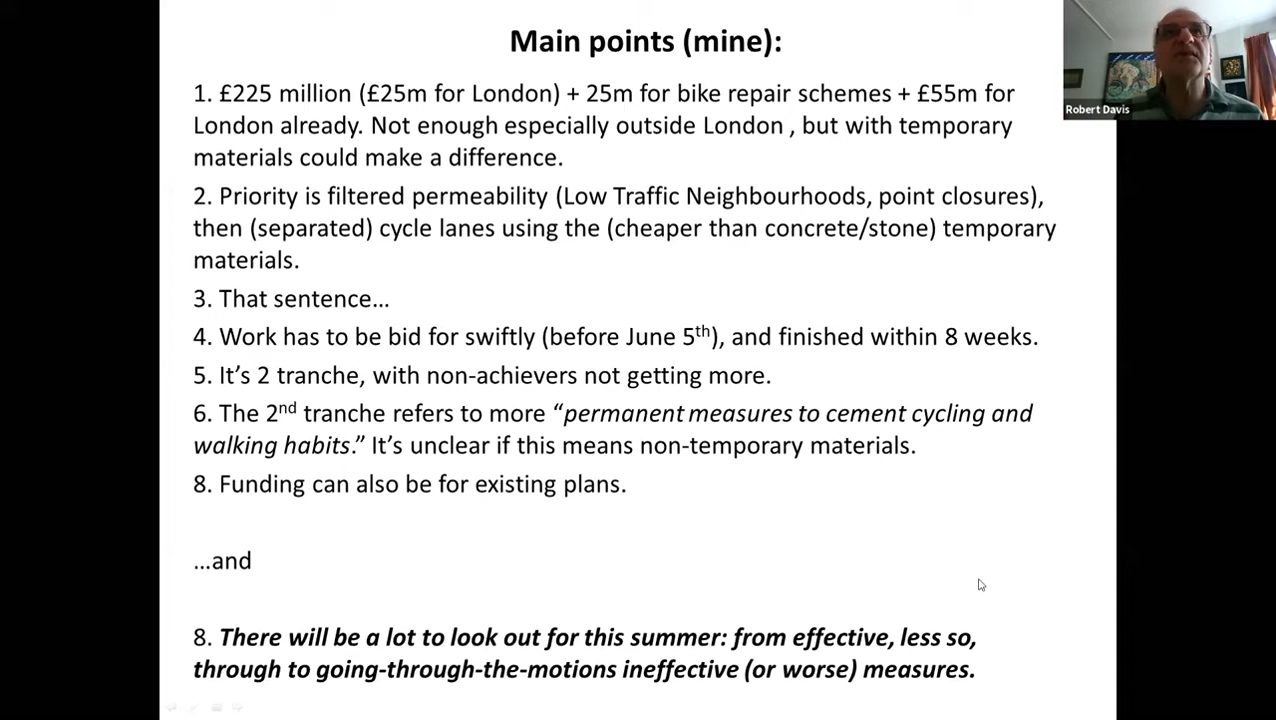 Main points (mine):
1. £225 million (£25m for London) + 25m for bike repair schemes + £55m for
London already. Not enough especially outside London , but with temporary
materials could make a difference.
2. Priority is filtered permeability (Low Traffic Neighbourhoods, point closures),
then (separated) cycle lanes using the (cheaper than concrete/stone) temporary
materials.
3. That sentence…
4. Work has to be bid for swiftly (before June 5th), and finished within 8 weeks.
5. It’s 2 tranche, with non-achievers not getting more.
6. The 2nd tranche refers to more “permanent measures to cement cycling and
walking habits.” It’s unclear if this means non-temporary materials.
8. Funding can also be for existing plans.
…and
8. There will be a lot to look out for this summer: from effective, less so,
through to going-through-the-motions ineffective (or worse) measures.
Robert Davis